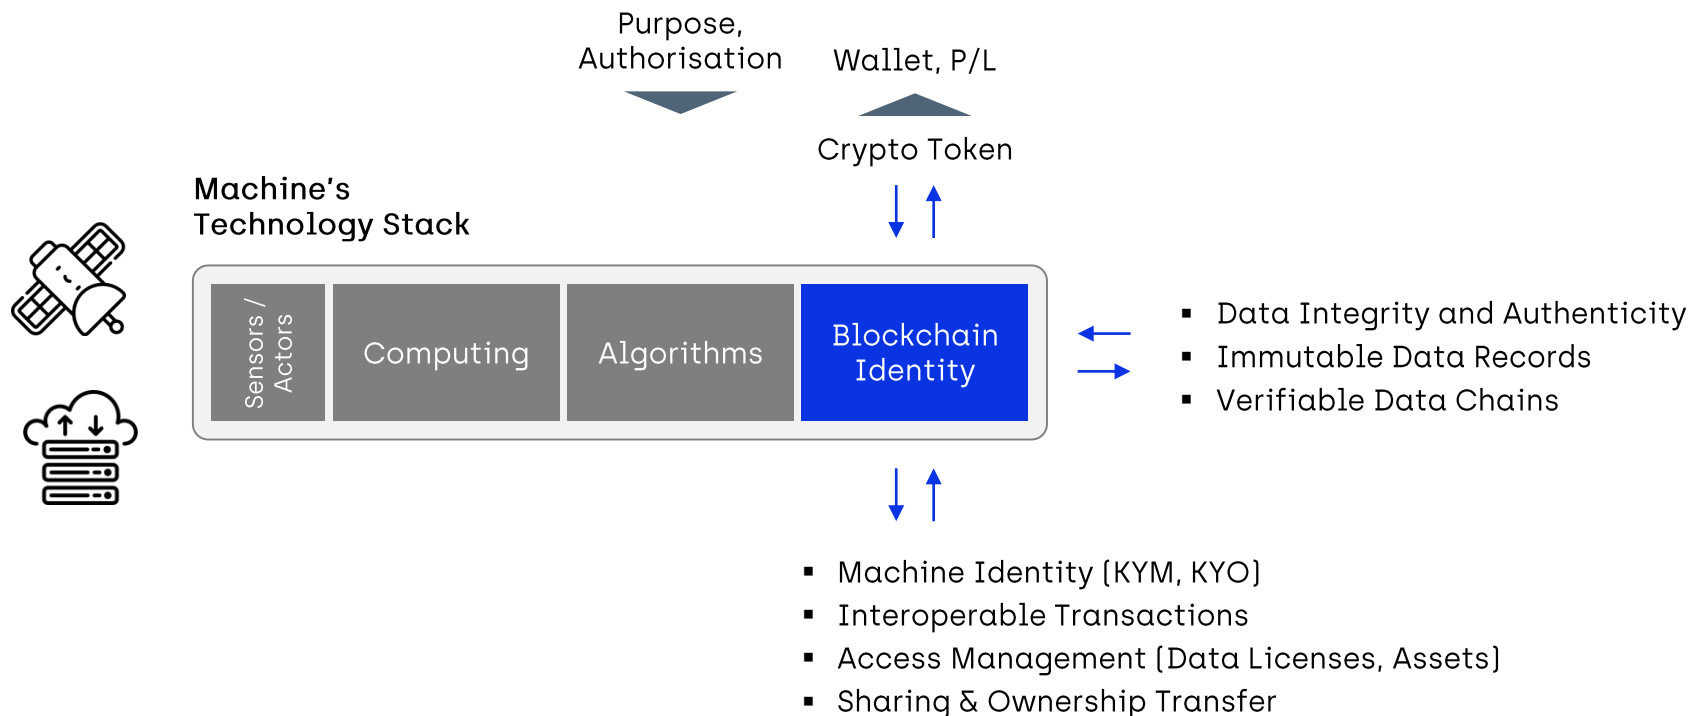 Purpose,
Authorisation
Wallet, P/L
Crypto Token
Machine's
Technology Stack
Sensors /
Actors
Computing
Algorithms
Blockchain
Identity
▪ Data Integrity and Authenticity
▪ Immutable Data Records
▪ Verifiable Data Chains
▪ Machine Identity (KYM, KYO)
▪ Interoperable Transactions
▪ Access Management (Data Licenses, Assets)
▪ Sharing & Ownership Transfer